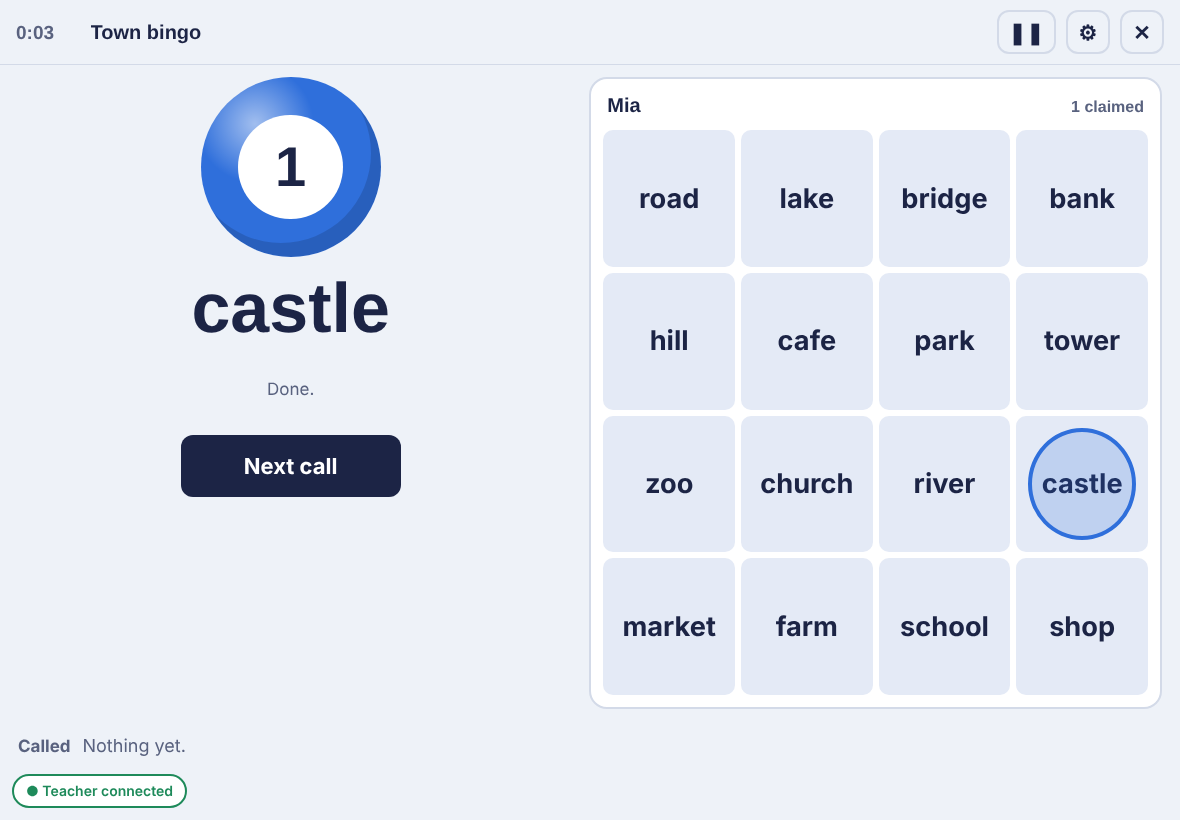 0:03 Town bingo
1
castle
Done.
Next call
Mia 1 claimed
road lake bridge bank
hill cafe park tower
zoo church river castle
market farm school shop
Called Nothing yet.
Teacher connected